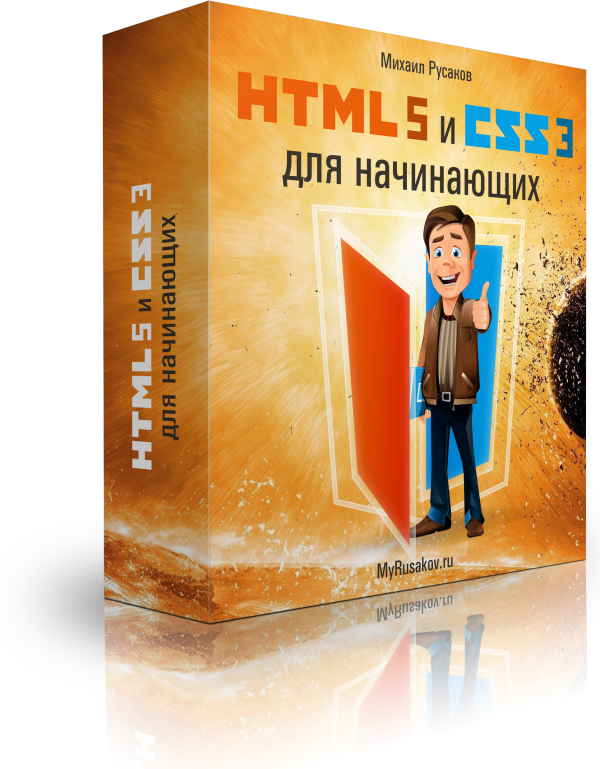 Михаил Русаков
HTML5 и CSS3
для начинающих
MyRusakov.ru
HTML5 и CSS3
для начинающих